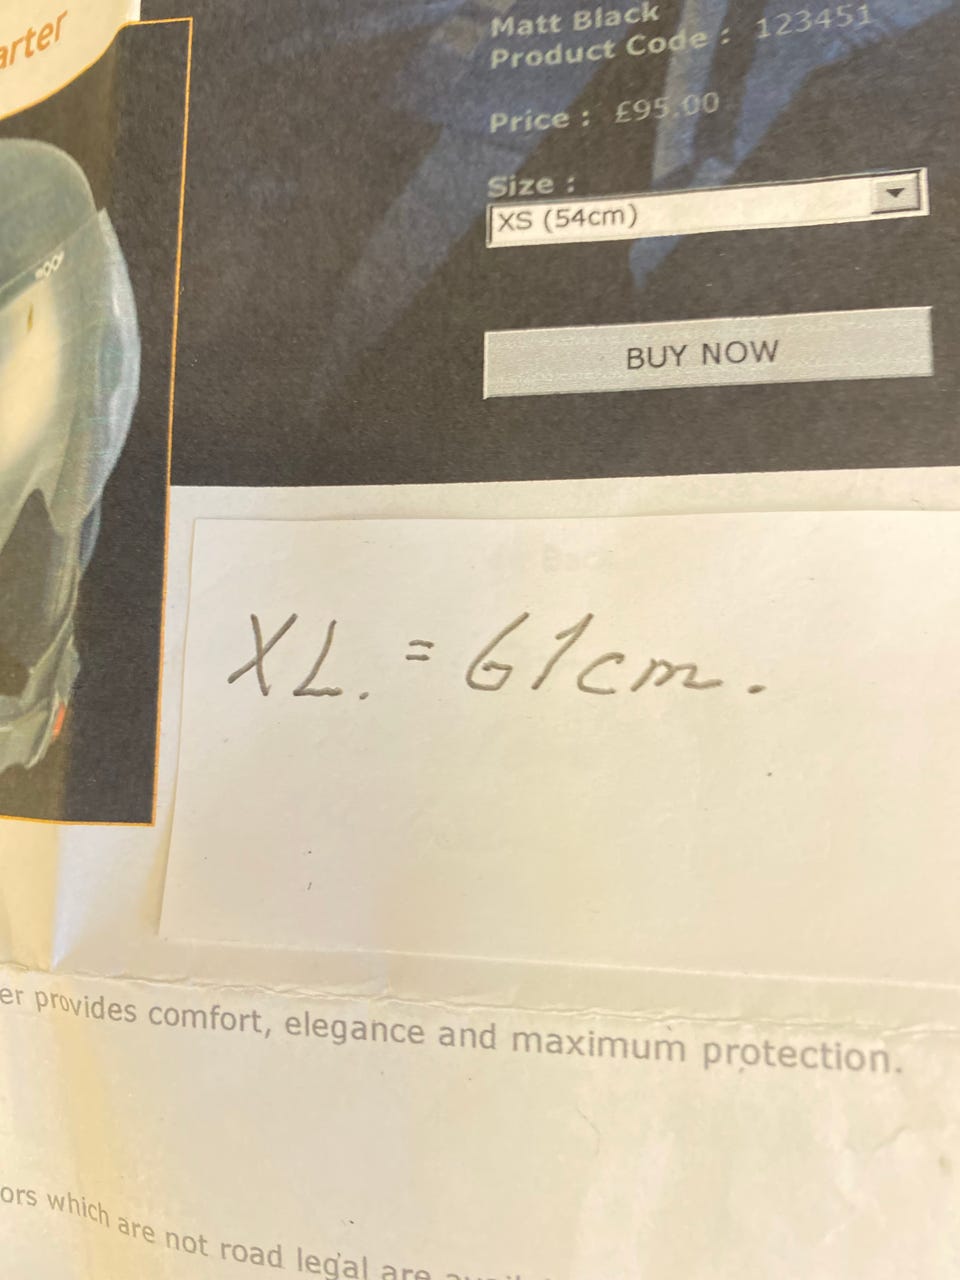 arter
Matt Black
Product Code : 123451
Price : £95.00
Size :
XS (54cm)
BUY NOW
XL. = 61cm.
er provides comfort, elegance and maximum protection.
ors which are not road legal are